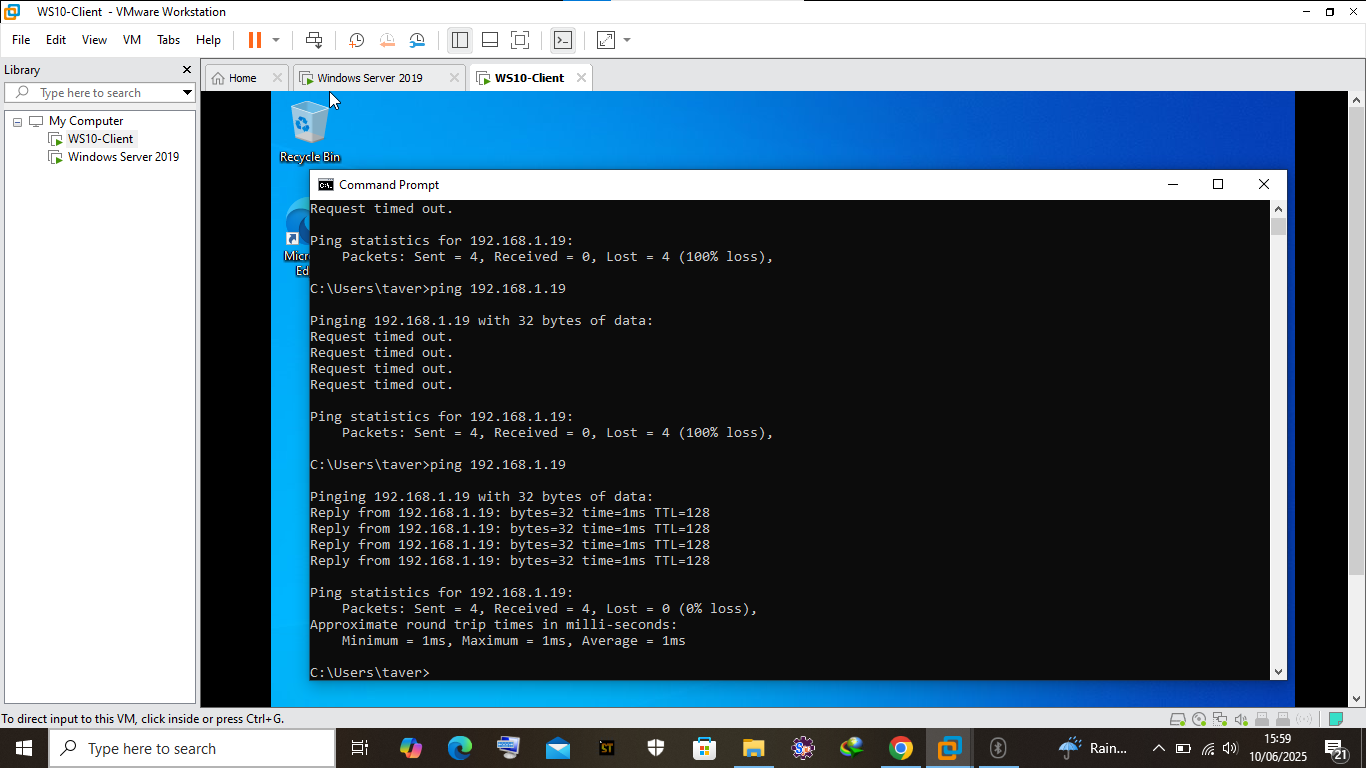 WS10-Client - VMware Workstation
File Edit View VM Tabs Help
Library
Type here to search
My Computer
WS10-Client
Windows Server 2019
Home
Windows Server 2019
WS10-Client
Recycle Bin
Micr
Ed
Command Prompt
Request timed out.
Ping statistics for 192.168.1.19:
Packets: Sent = 4, Received = 0, Lost = 4 (100% loss),
C:\Users\taver>ping 192.168.1.19
Pinging 192.168.1.19 with 32 bytes of data:
Request timed out.
Request timed out.
Request timed out.
Request timed out.
Ping statistics for 192.168.1.19:
Packets: Sent = 4, Received = 0, Lost = 4 (100% loss),
C:\Users\taver>ping 192.168.1.19
Pinging 192.168.1.19 with 32 bytes of data:
Reply from 192.168.1.19: bytes=32 time=1ms TTL=128
Reply from 192.168.1.19: bytes=32 time=1ms TTL=128
Reply from 192.168.1.19: bytes=32 time=1ms TTL=128
Reply from 192.168.1.19: bytes=32 time=1ms TTL=128
Ping statistics for 192.168.1.19:
Packets: Sent = 4, Received = 4, Lost = 0 (0% loss),
Approximate round trip times in milli-seconds:
Minimum = 1ms, Maximum = 1ms, Average = 1ms
C:\Users\taver>
To direct input to this VM, click inside or press Ctrl+G.
Type here to search
ST
Rain...
15:59
10/06/2025
21